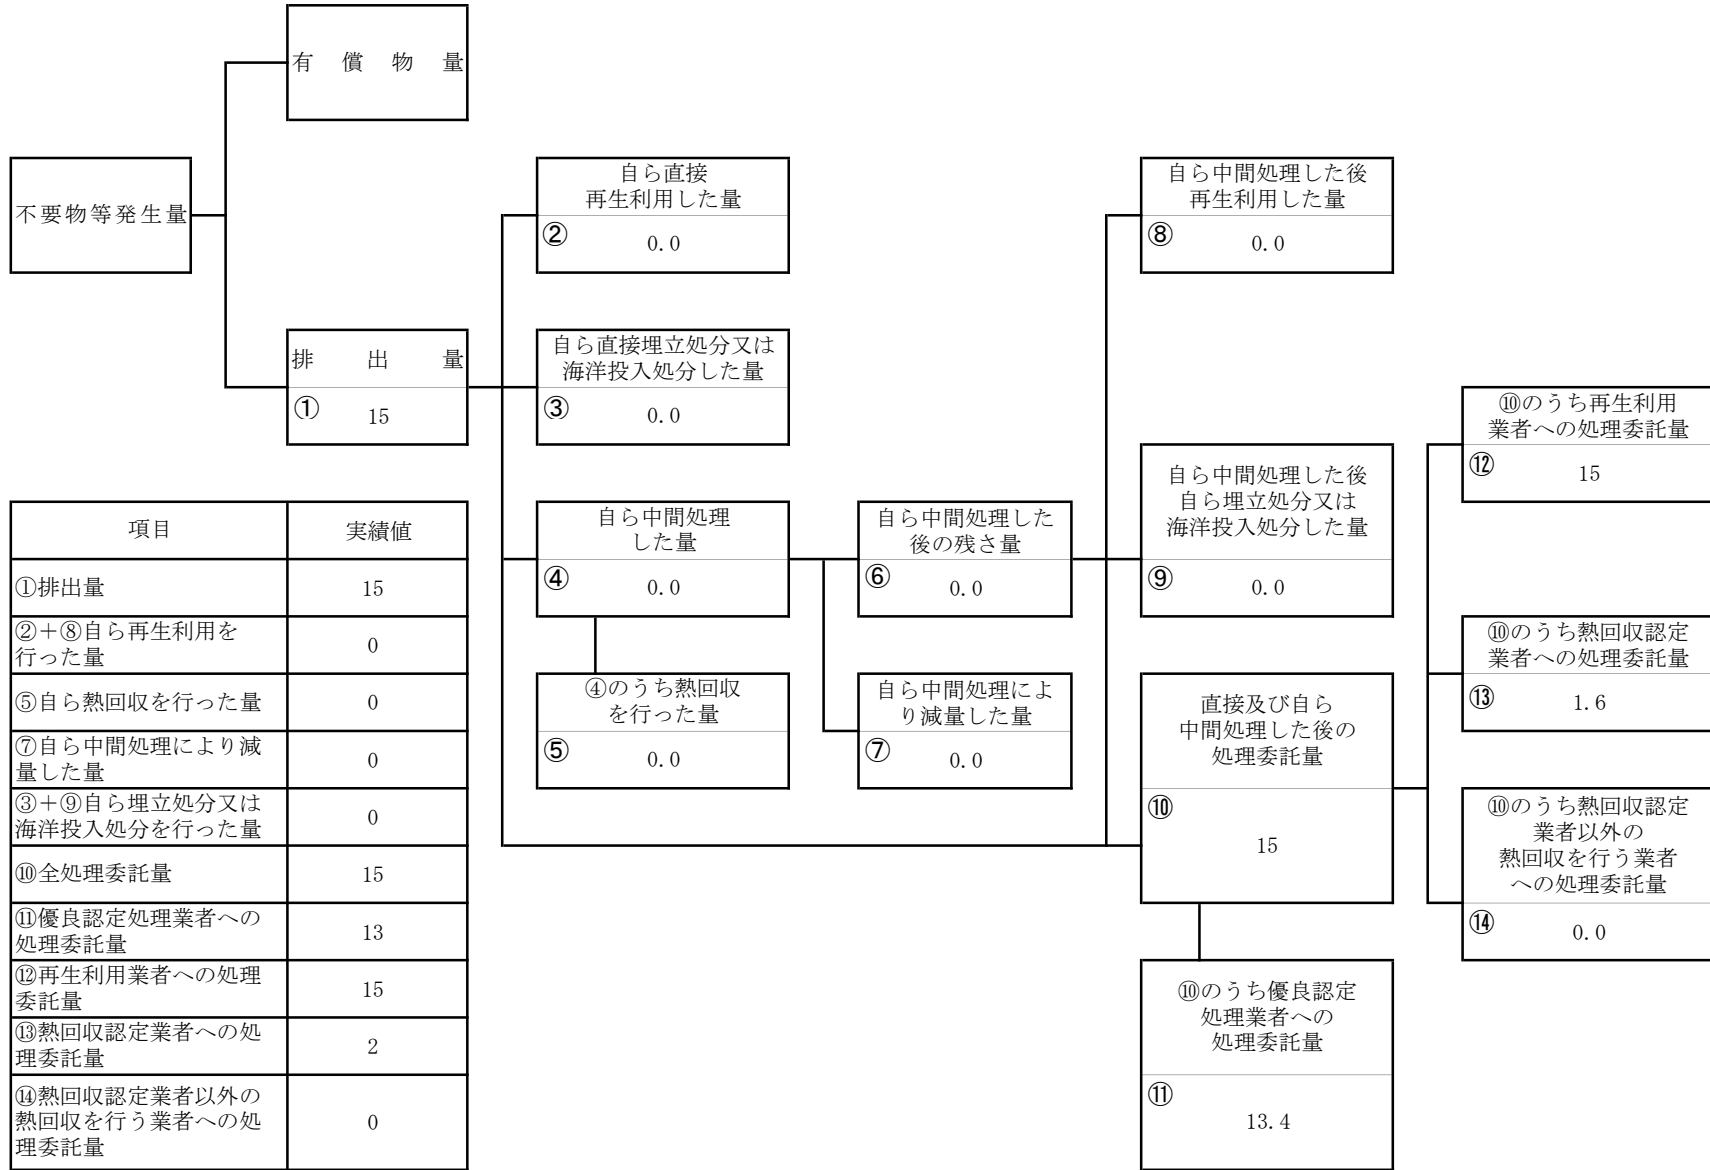 有償物量
不要物等発生量
自ら直接
再生利用した量
② 0.0
自ら中間処理した後
再生利用した量
⑧ 0.0
排出量
① 15
自ら直接埋立処分又は
海洋投入処分した量
③ 0.0
⑩のうち再生利用
業者への処理委託量
⑫ 15
自ら中間処理
した量
④ 0.0
自ら中間処理した
後の残さ量
⑥ 0.0
自ら中間処理した後
自ら埋立処分又は
海洋投入処分した量
⑨ 0.0
⑩のうち熱回収認定
業者への処理委託量
⑬ 1.6
④のうち熱回収
を行った量
⑤ 0.0
自ら中間処理によ
り減量した量
⑦ 0.0
直接及び自ら
中間処理した後の
処理委託量
⑩
15
⑩のうち熱回収認定
業者以外の
熱回収を行う業者
への処理委託量
⑭ 0.0
⑩のうち優良認定
処理業者への
処理委託量
⑪
13.4
項目 実績値
①排出量 15
②＋⑧自ら再生利用を
行った量 0
⑤自ら熱回収を行った量 0
⑦自ら中間処理により減
量した量 0
③＋⑨自ら埋立処分又は
海洋投入処分を行った量 0
⑩全処理委託量 15
⑪優良認定処理業者への
処理委託量 13
⑫再生利用業者への処理
委託量 15
⑬熱回収認定業者への処
理委託量 2
⑭熱回収認定業者以外の
熱回収を行う業者への処
理委託量 0